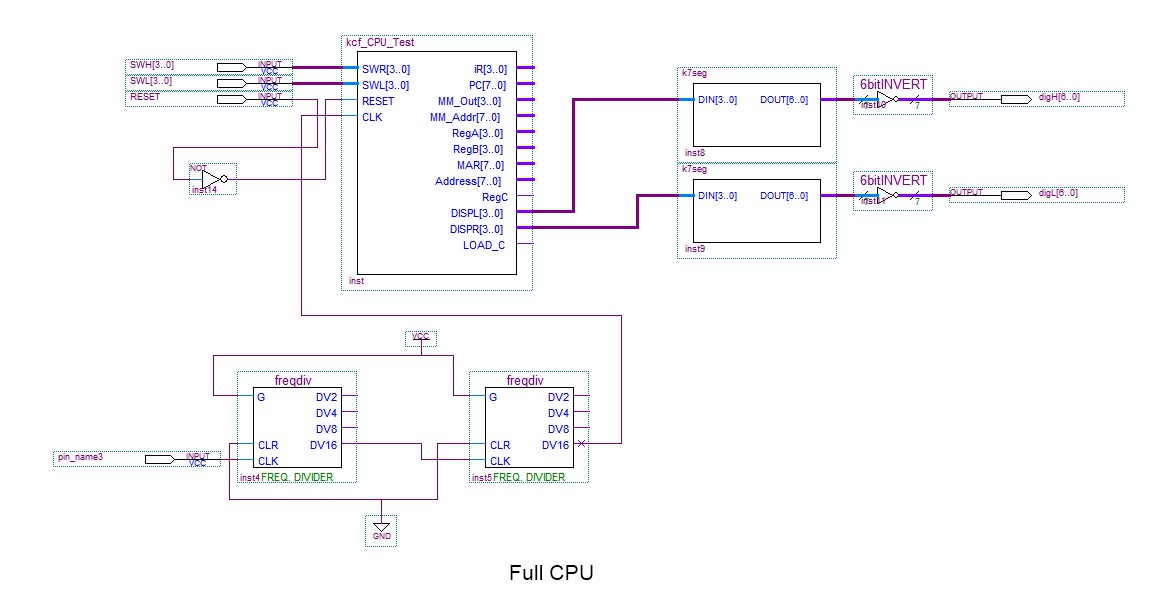 kcf_CPU_Test
SWH[3..0] INPUT VCC
SWL[3..0] INPUT VCC
RESET INPUT VCC
SWR[3..0] iR[3..0]
SWL[3..0] PC[7..0]
RESET MM_Out[3..0]
CLK MM_Addr[7..0]
RegA[3..0]
RegB[3..0]
MAR[7..0]
Address[7..0]
RegC
DISPL[3..0]
DISPR[3..0]
LOAD_C
inst
NOT
inst14
k7seg
DIN[3..0] DOUT[6..0]
inst8
6bitINVERT
7 inst10 7
OUTPUT digH[6..0]
k7seg
DIN[3..0] DOUT[6..0]
inst9
6bitINVERT
7 inst11 7
OUTPUT digL[6..0]
VCC
freqdiv
G DV2
DV4
DV8
CLR DV16
CLK
inst4 FREQ. DIVIDER
freqdiv
G DV2
DV4
DV8
CLR DV16
CLK
inst5 FREQ. DIVIDER
pin_name3 INPUT VCC
GND
Full CPU